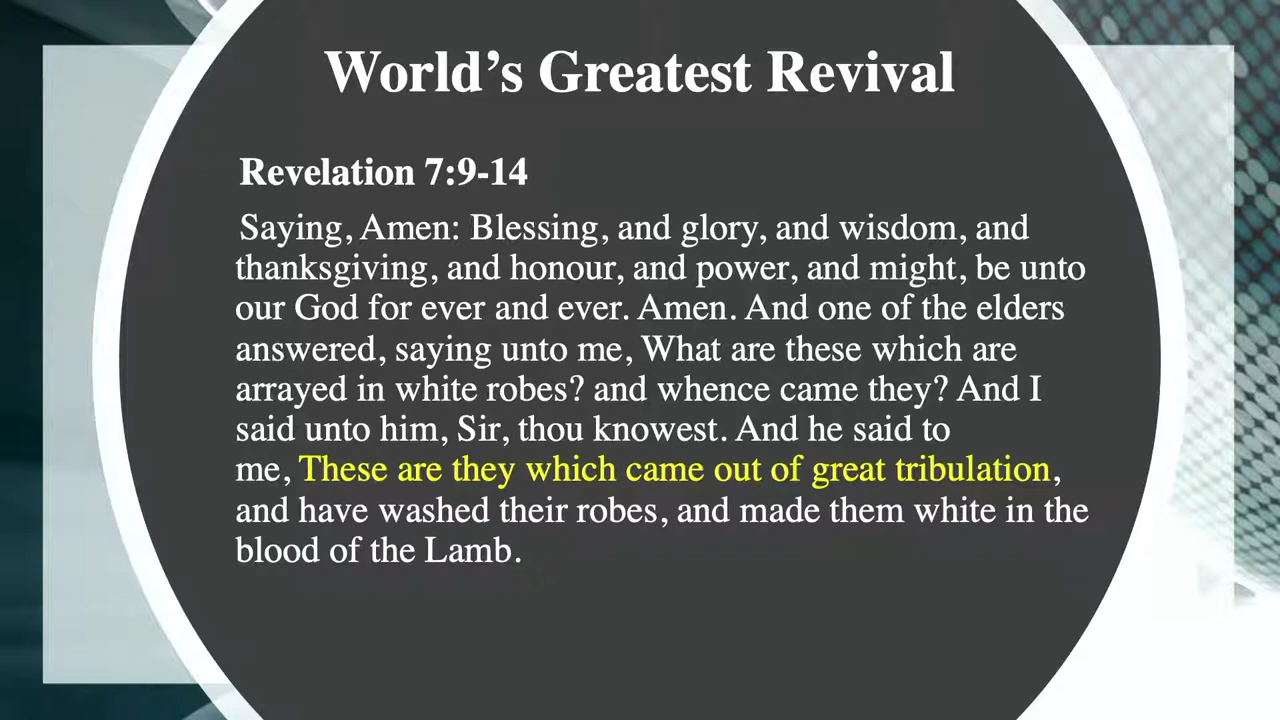 World’s Greatest Revival
Revelation 7:9-14
Saying, Amen: Blessing, and glory, and wisdom, and
thanksgiving, and honour, and power, and might, be unto
our God for ever and ever. Amen. And one of the elders
answered, saying unto me, What are these which are
arrayed in white robes? and whence came they? And I
said unto him, Sir, thou knowest. And he said to
me, These are they which came out of great tribulation,
and have washed their robes, and made them white in the
blood of the Lamb.